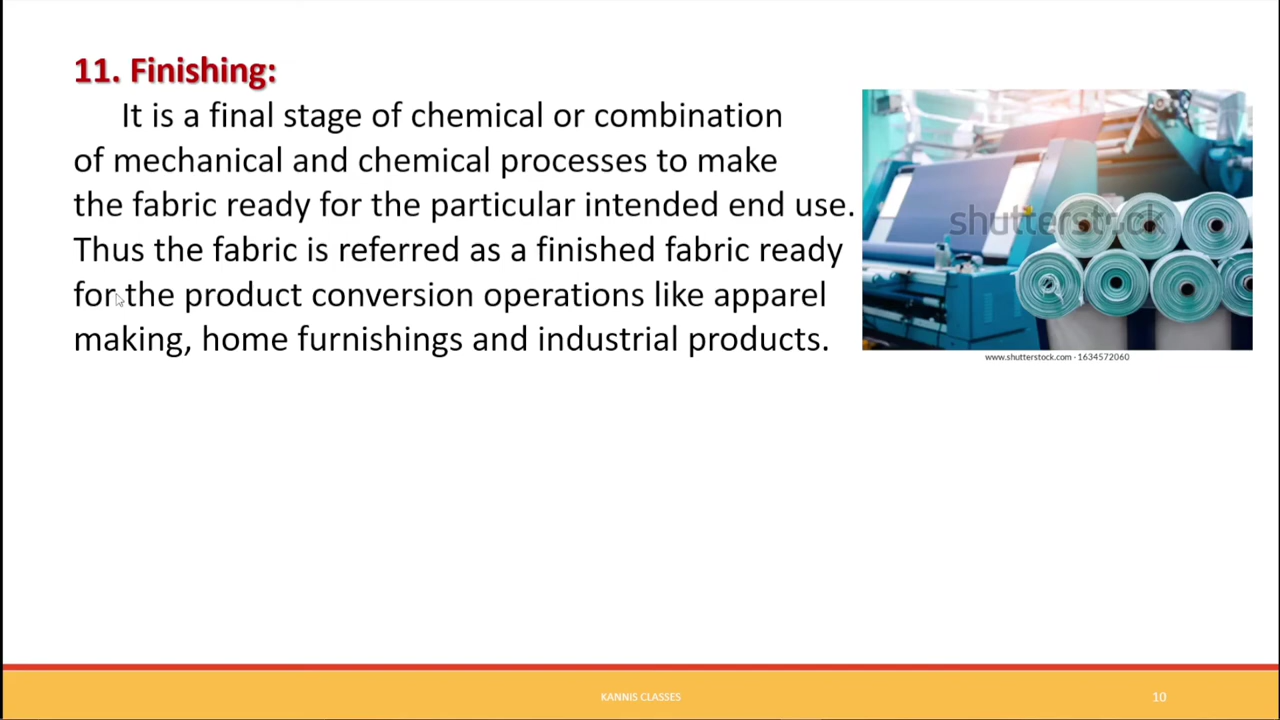 11. Finishing:
It is a final stage of chemical or combination
of mechanical and chemical processes to make
the fabric ready for the particular intended end use.
Thus the fabric is referred as a finished fabric ready
for the product conversion operations like apparel
making, home furnishings and industrial products.
shutterstock
www.shutterstock.com · 1634572060
KANNIS CLASSES
10